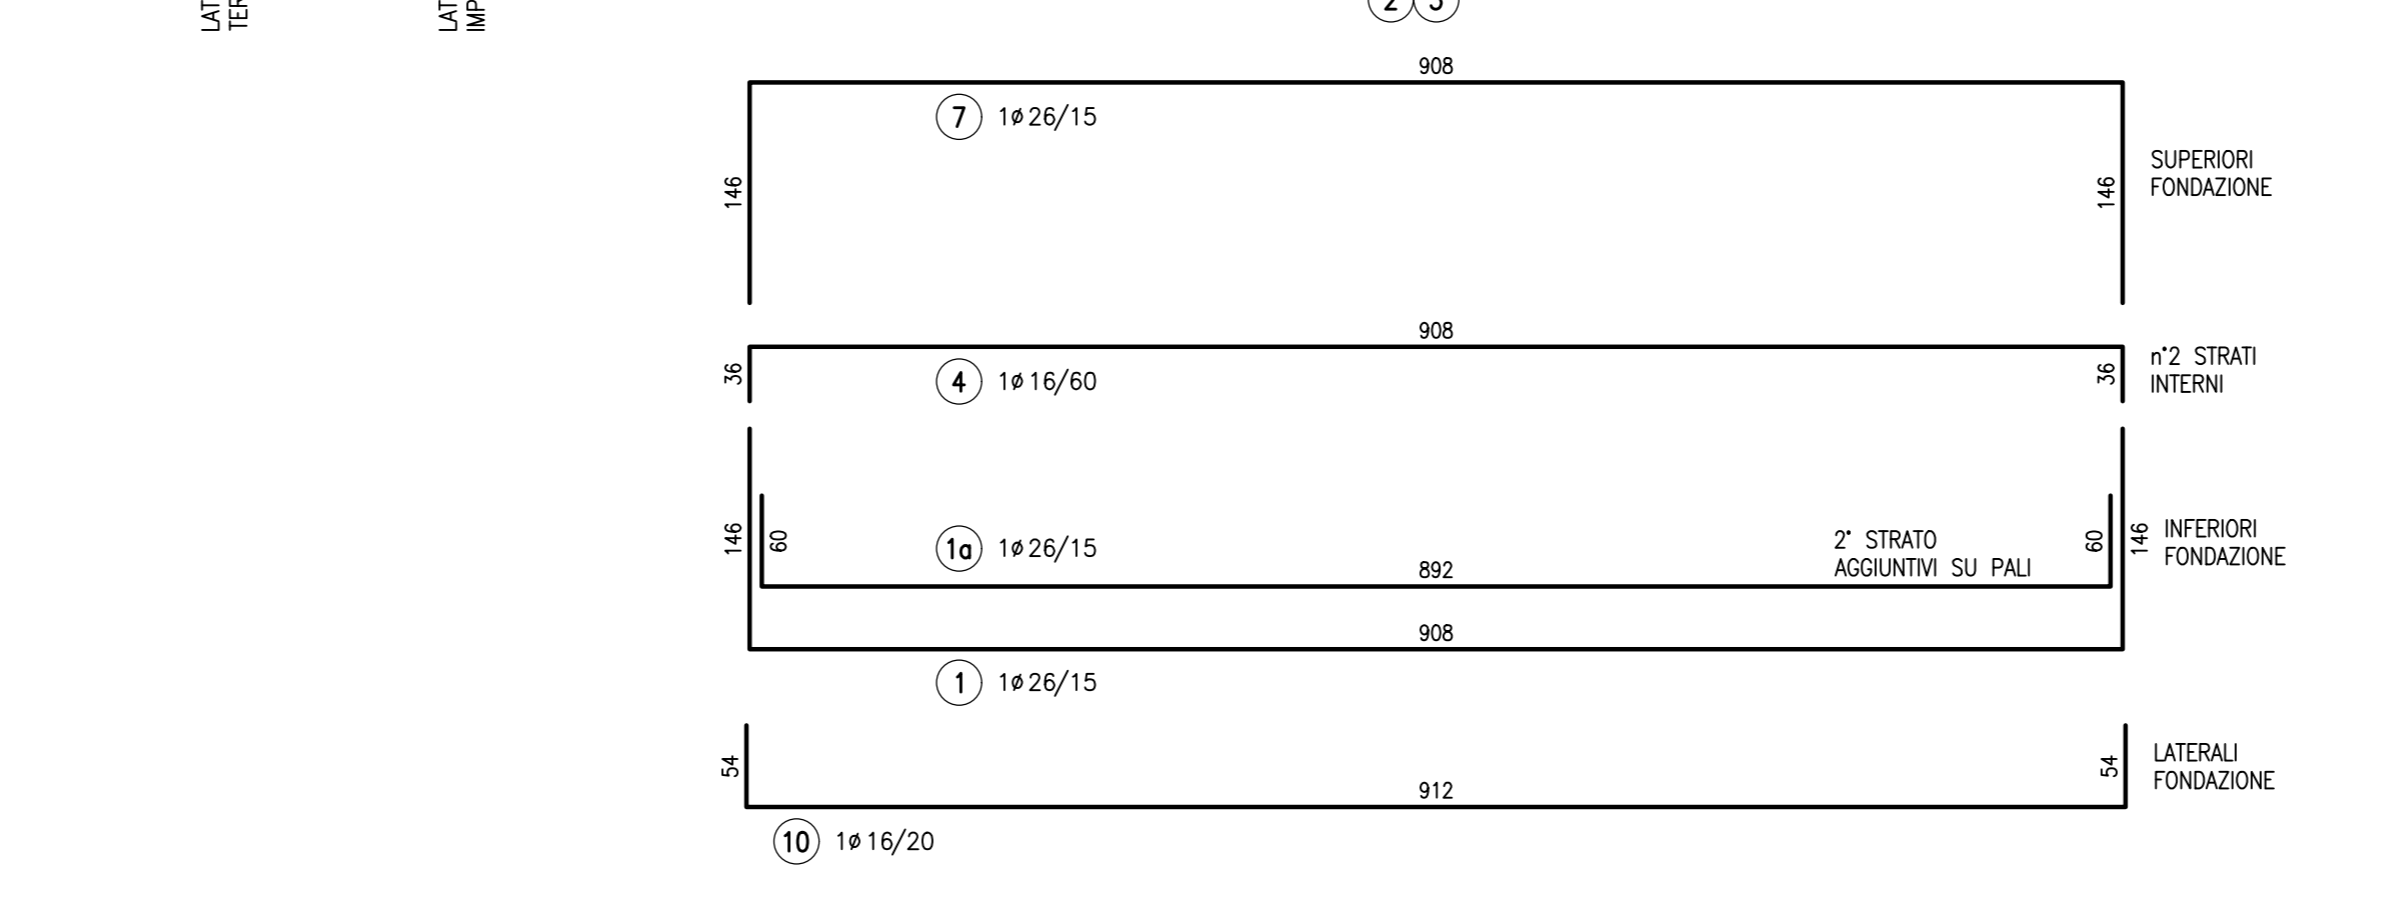 2
908
7 1ø26/15
146
146
SUPERIORI
FONDAZIONE
908
36
4 1ø16/60
36
n°2 STRATI
INTERNI
146
60
1a 1ø26/15
892
2° STRATO
AGGIUNTIVI SU PALI
60
146
INFERIORI
FONDAZIONE
908
1 1ø26/15
54
912
54
LATERALI
FONDAZIONE
10 1ø16/20